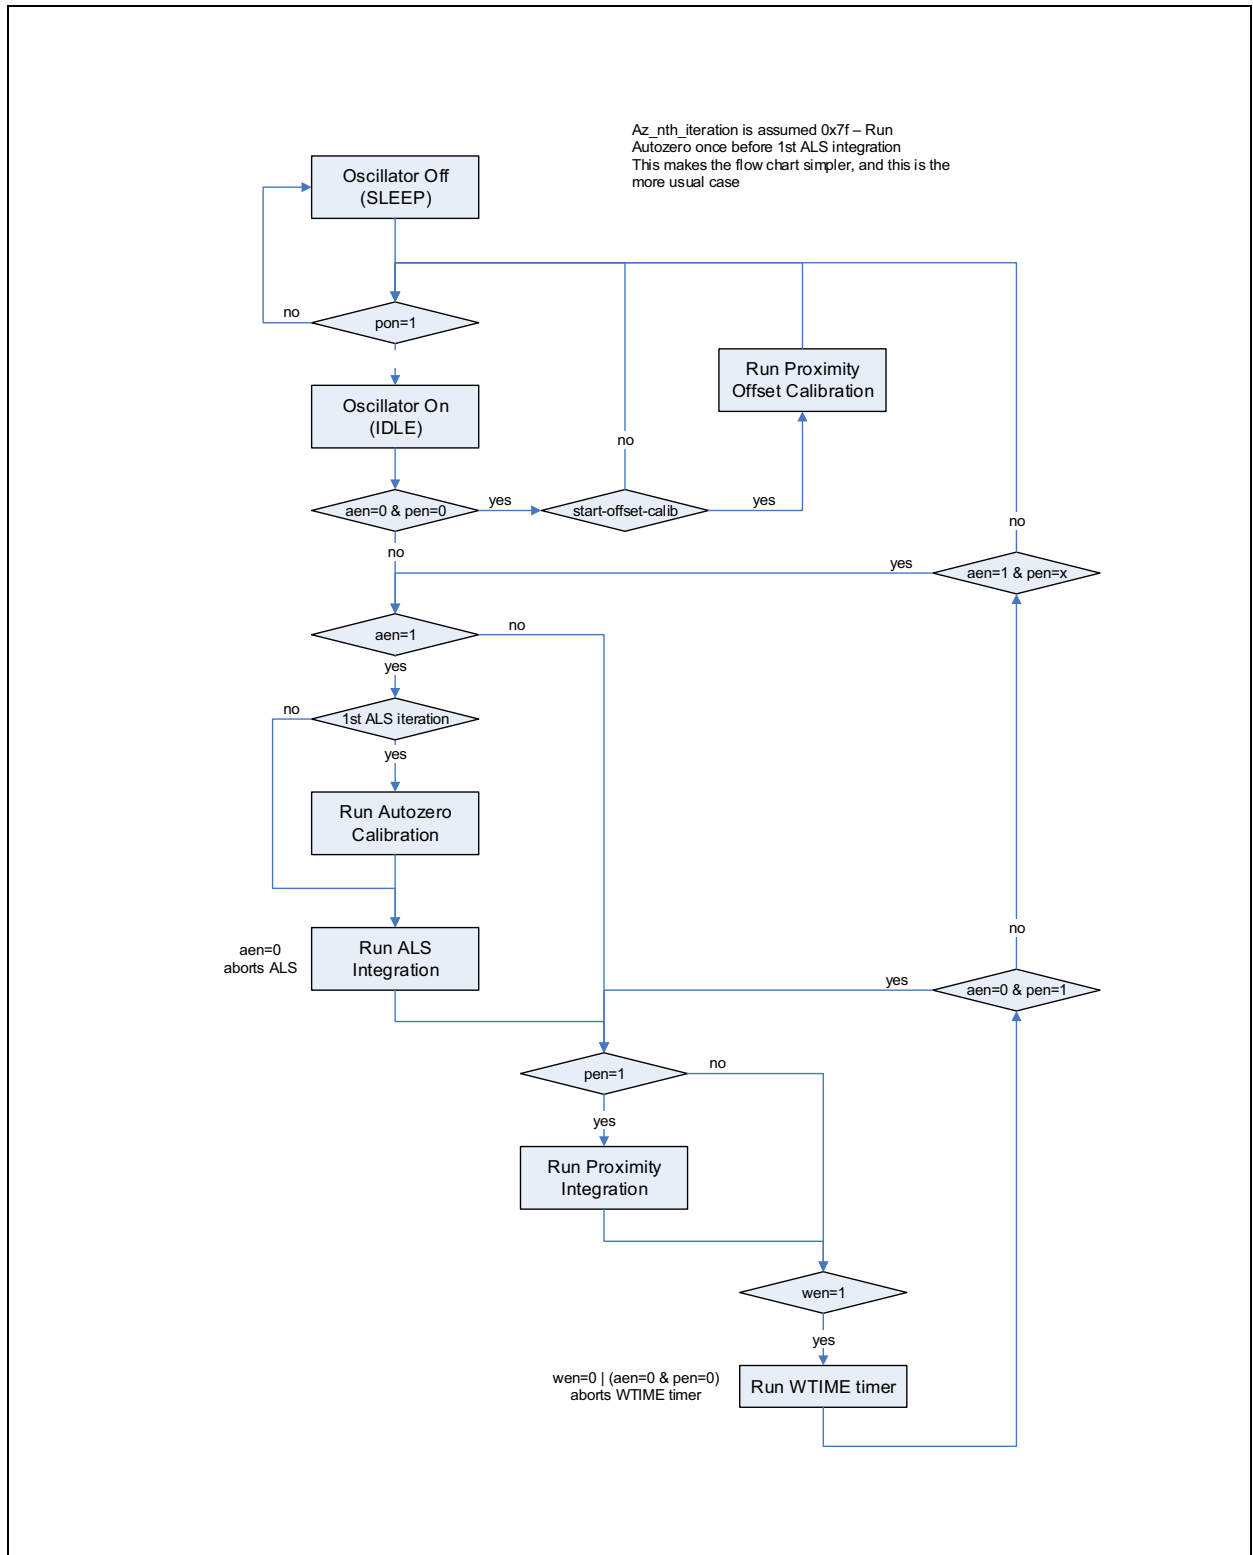 Az_nth_iteration is assumed 0x7f – Run
Autozero once before 1st ALS integration
This makes the flow chart simpler, and this is the
more usual case
Oscillator Off
(SLEEP)
no
pon=1
Run Proximity
Offset Calibration
Oscillator On
(IDLE)
no
aen=0 & pen=0
yes
start-offset-calib
yes
no
no
yes
aen=1 & pen=x
aen=1
no
yes
no
1st ALS iteration
yes
Run Autozero
Calibration
aen=0
aborts ALS
Run ALS
Integration
no
yes
aen=0 & pen=1
pen=1
no
yes
Run Proximity
Integration
wen=1
yes
wen=0 | (aen=0 & pen=0)
aborts WTIME timer
Run WTIME timer